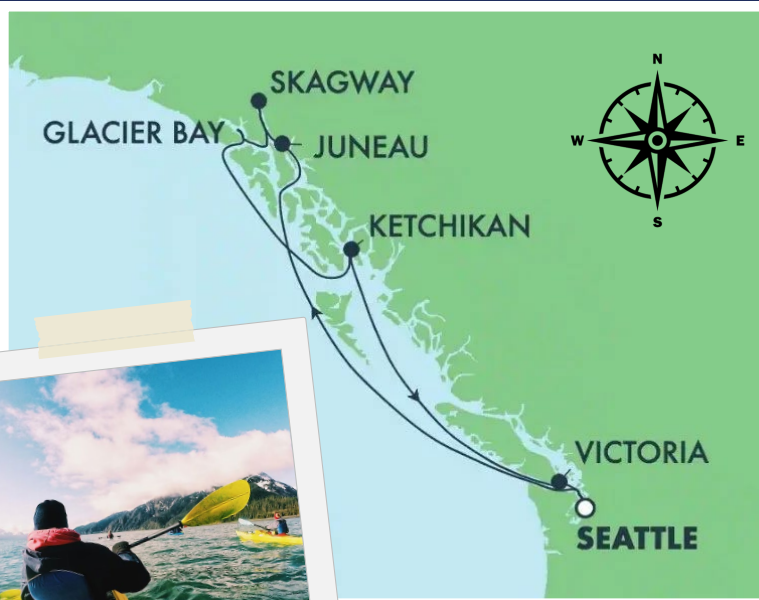 N
SKAGWAY
GLACIER BAY
W
E
JUNEAU
S
KETCHIKAN
VICTORIA
SEATTLE